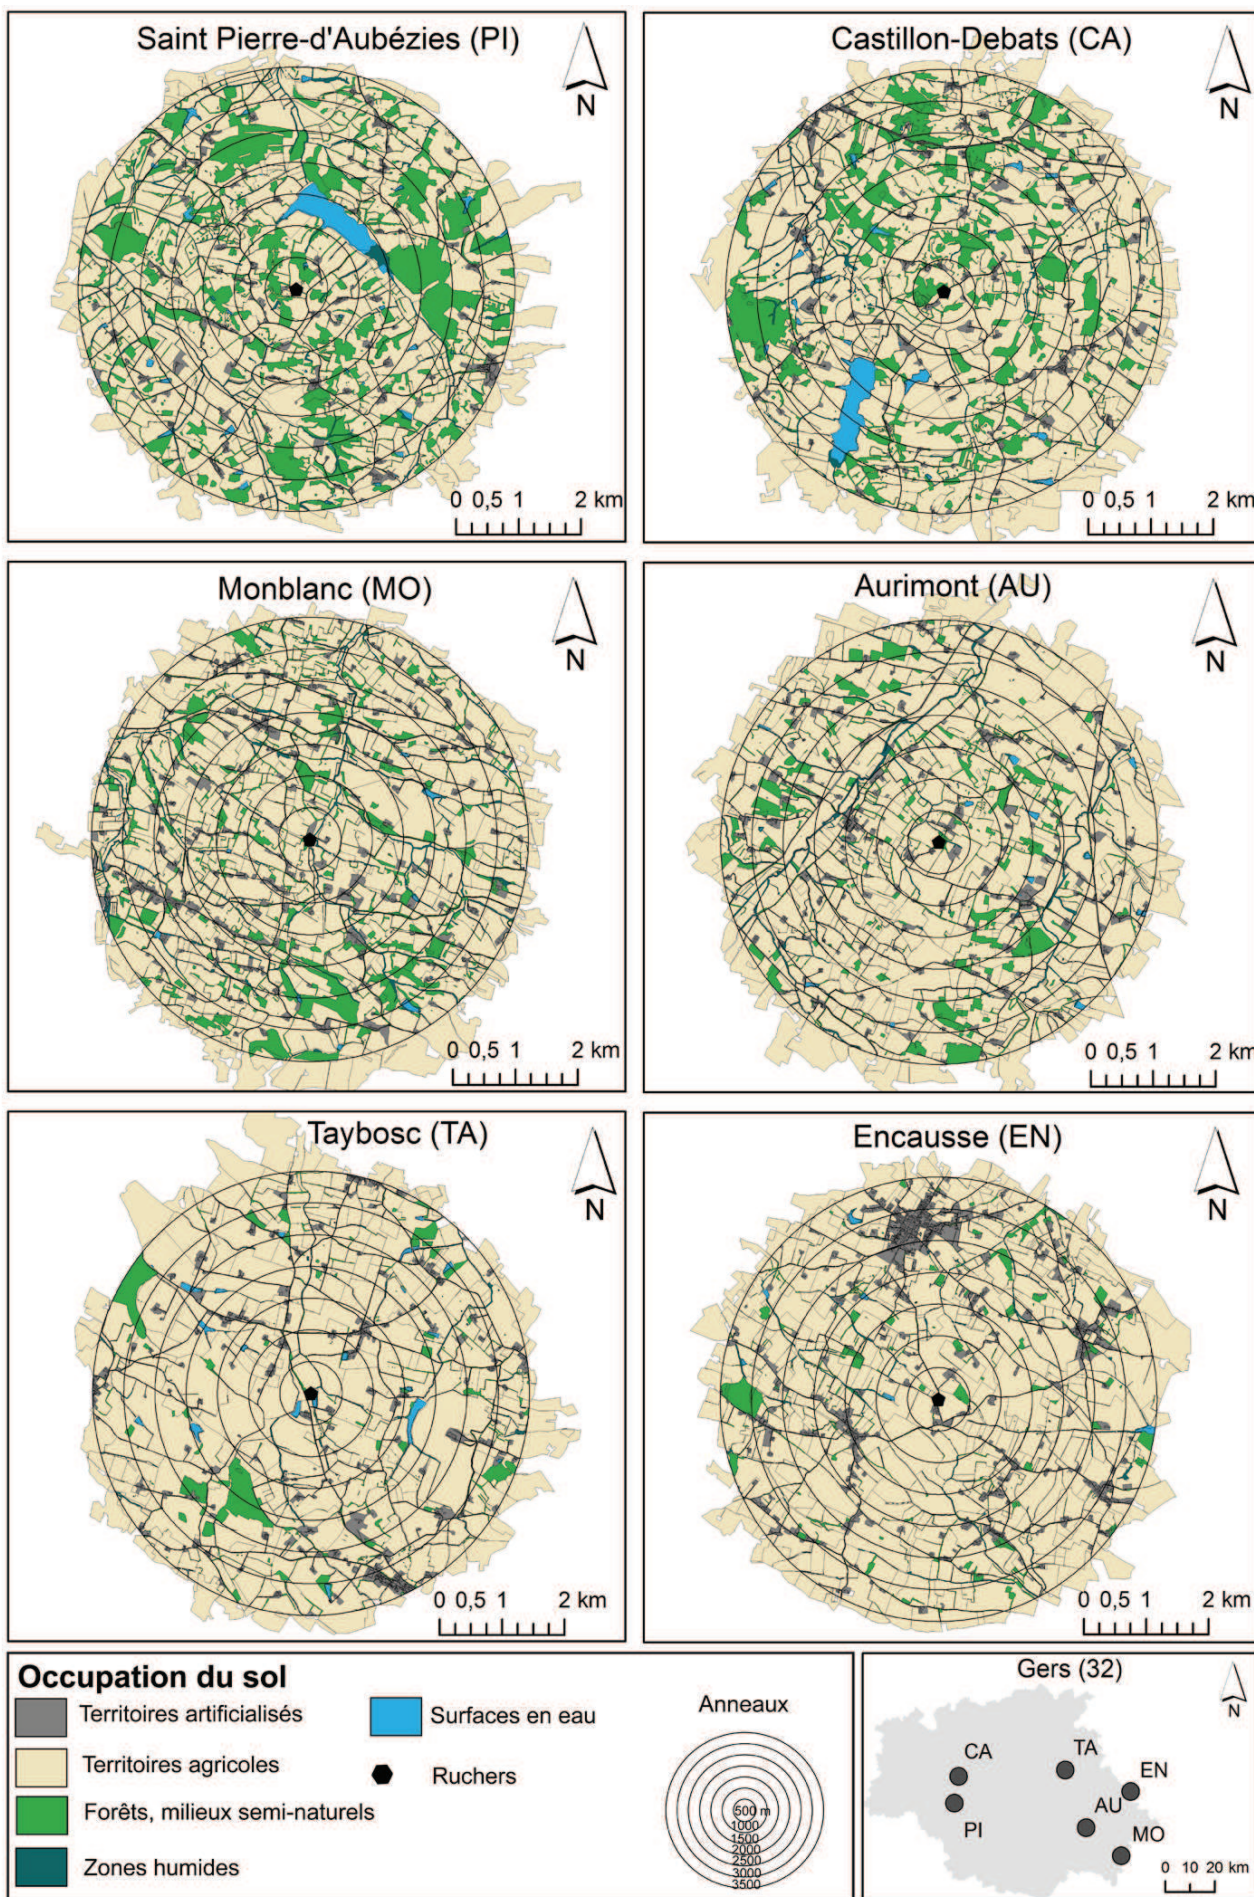 Saint Pierre-d'Aubézies (PI)
N
0 0,5 1 2 km
Castillon-Debats (CA)
N
0 0,5 1 2 km
Monblanc (MO)
N
0 0,5 1 2 km
Aurimont (AU)
N
0 0,5 1 2 km
Taybosc (TA)
N
0 0,5 1 2 km
Encausse (EN)
N
0 0,5 1 2 km
Occupation du sol
Territoires artificialisés
Territoires agricoles
Forêts, milieux semi-naturels
Zones humides
Surfaces en eau
Ruchers
Anneaux
500 m
1000
1500
2000
2500
3000
3500
Gers (32)
N
CA
TA
EN
PI
AU
MO
0 10 20 km